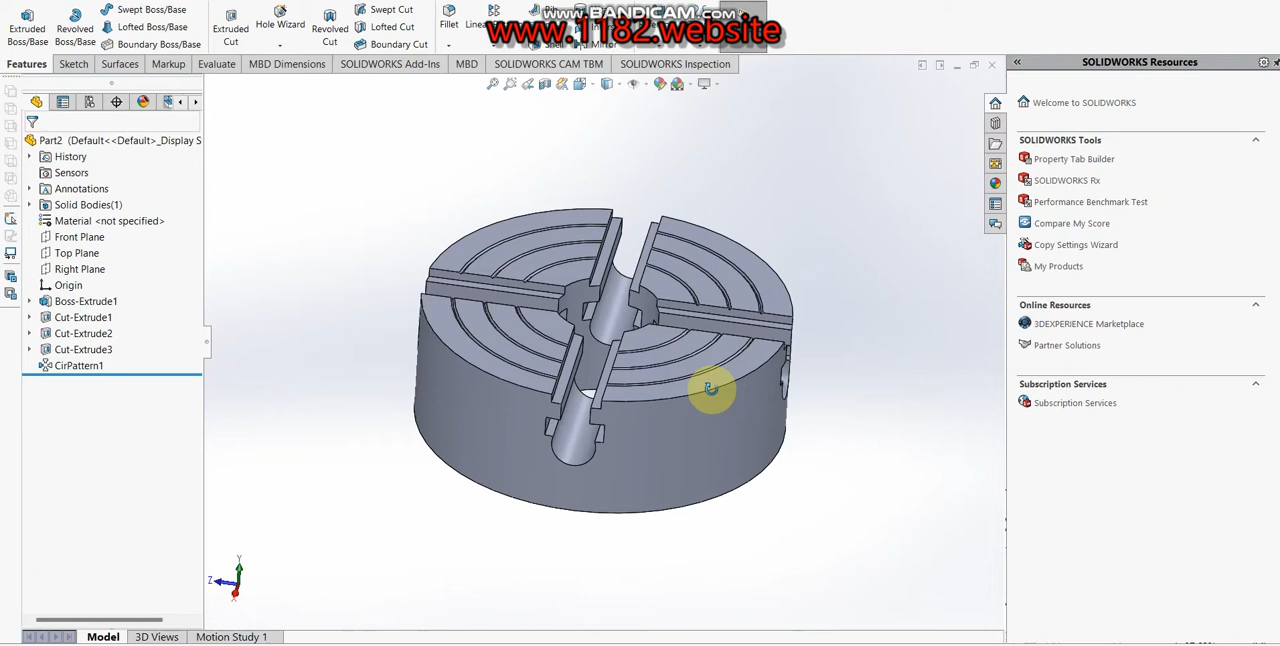 www.BANDICAM.com
www.1182.website
Extruded Boss/Base
Revolved Boss/Base
Swept Boss/Base
Lofted Boss/Base
Boundary Boss/Base
Extruded Cut
Hole Wizard
Revolved Cut
Swept Cut
Lofted Cut
Boundary Cut
Fillet
Shell
Mirror
Features
Sketch
Surfaces
Markup
Evaluate
MBD Dimensions
SOLIDWORKS Add-Ins
MBD
SOLIDWORKS CAM TBM
SOLIDWORKS Inspection
Part2 (Default<<Default>_Display S
History
Sensors
Annotations
Solid Bodies(1)
Material <not specified>
Front Plane
Top Plane
Right Plane
Origin
Boss-Extrude1
Cut-Extrude1
Cut-Extrude2
Cut-Extrude3
CirPattern1
Y
Z
X
Model
3D Views
Motion Study 1
SOLIDWORKS Resources
Welcome to SOLIDWORKS
SOLIDWORKS Tools
Property Tab Builder
SOLIDWORKS Rx
Performance Benchmark Test
Compare My Score
Copy Settings Wizard
My Products
Online Resources
3DEXPERIENCE Marketplace
Partner Solutions
Subscription Services
Subscription Services